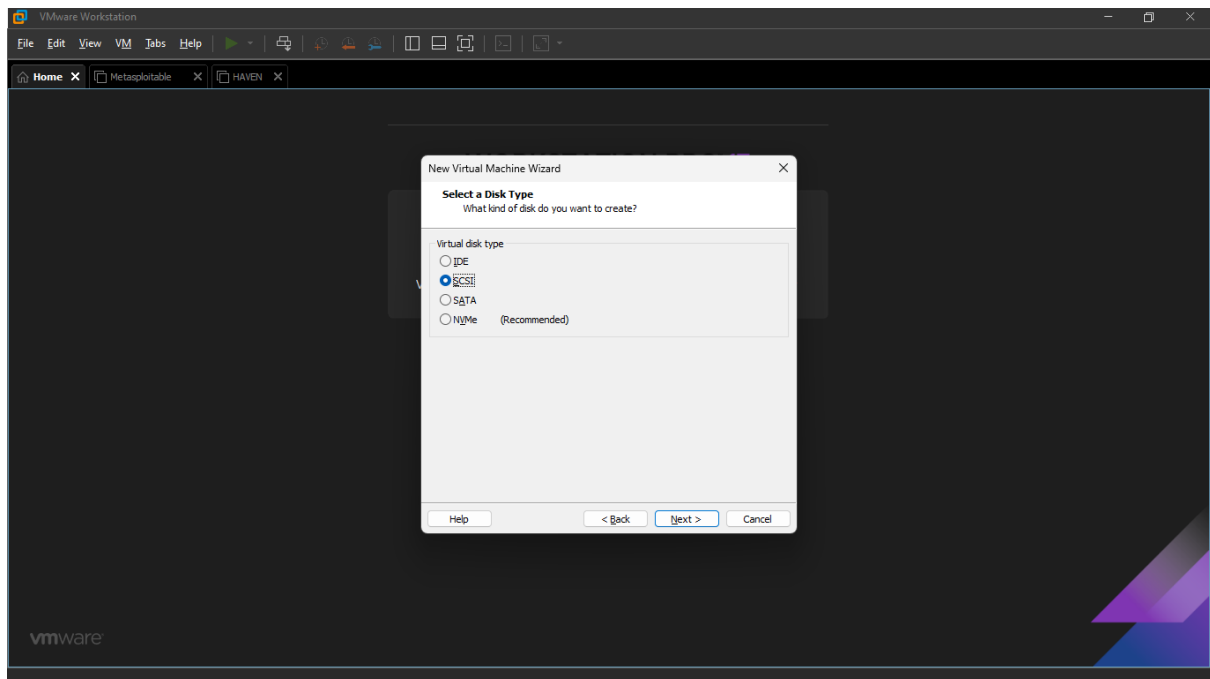 VMware Workstation
File Edit View VM Tabs Help
Home Metasploitable HAVEN
New Virtual Machine Wizard
Select a Disk Type
What kind of disk do you want to create?
Virtual disk type
IDE
SCSI
SATA
NVMe (Recommended)
Help < Back Next > Cancel
vmware